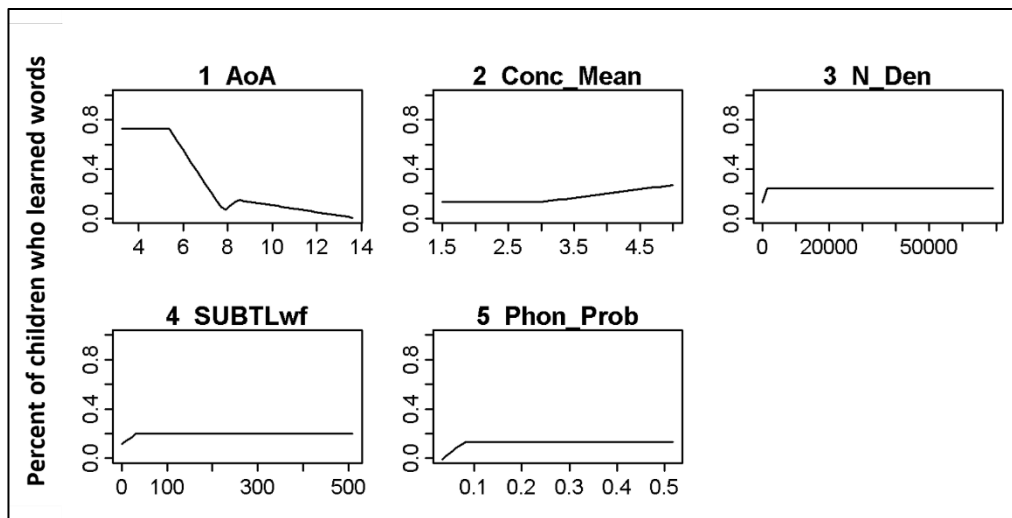 Percent of children who learned words
1 AoA
0.0 0.4 0.8
4 6 8 10 12 14
2 Conc_Mean
0.0 0.4 0.8
1.5 2.5 3.5 4.5
3 N_Den
0.0 0.4 0.8
0 20000 50000
4 SUBTLwf
0.0 0.4 0.8
0 100 300 500
5 Phon_Prob
0.0 0.4 0.8
0.1 0.2 0.3 0.4 0.5